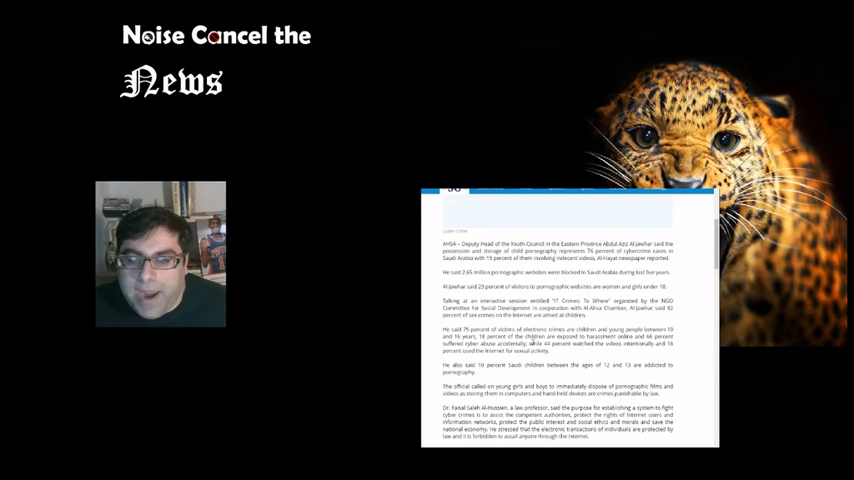 Noise Cancel the
News
SG
Cyber Crime
AHSA – Deputy Head of the Youth Council in the Eastern Province Abdul Aziz Al-Jawhar said the
possession and storage of child pornography represents 76 percent of cybercrime cases in
Saudi Arabia with 19 percent of them involving indecent videos, Al-Hayat newspaper reported.
He said 2.65 million pornographic websites were blocked in Saudi Arabia during last five years.
Al-Jawhar said 23 percent of visitors to pornographic websites are women and girls under 18.
Talking at an interactive session entitled "IT Crimes: To Where" organized by the NGO
Committee for Social Development in cooperation with Al-Ahsa Chamber, Al-Jawhar said 82
percent of sex crimes on the Internet are aimed at children.
He said 75 percent of victims of electronic crimes are children and young people between 10
and 16 years, 18 percent of the children are exposed to harassment online and 66 percent
suffered cyber abuse accidentally, while 44 percent watched the videos intentionally and 18
percent used the Internet for sexual activity.
He also said 10 percent Saudi children between the ages of 12 and 13 are addicted to
pornography.
The official called on young girls and boys to immediately dispose of pornographic films and
videos as storing them in computers and hand-held devices are crimes punishable by law.
Dr. Faisal Saleh Al-Hussien, a law professor, said the purpose for establishing a system to fight
cyber crimes is to assist the competent authorities, protect the rights of Internet users and
information networks, protect the public interest and social ethics and morals and save the
national economy. He stressed that the electronic transactions of individuals are protected by
law and it is forbidden to assail anyone through the Internet.